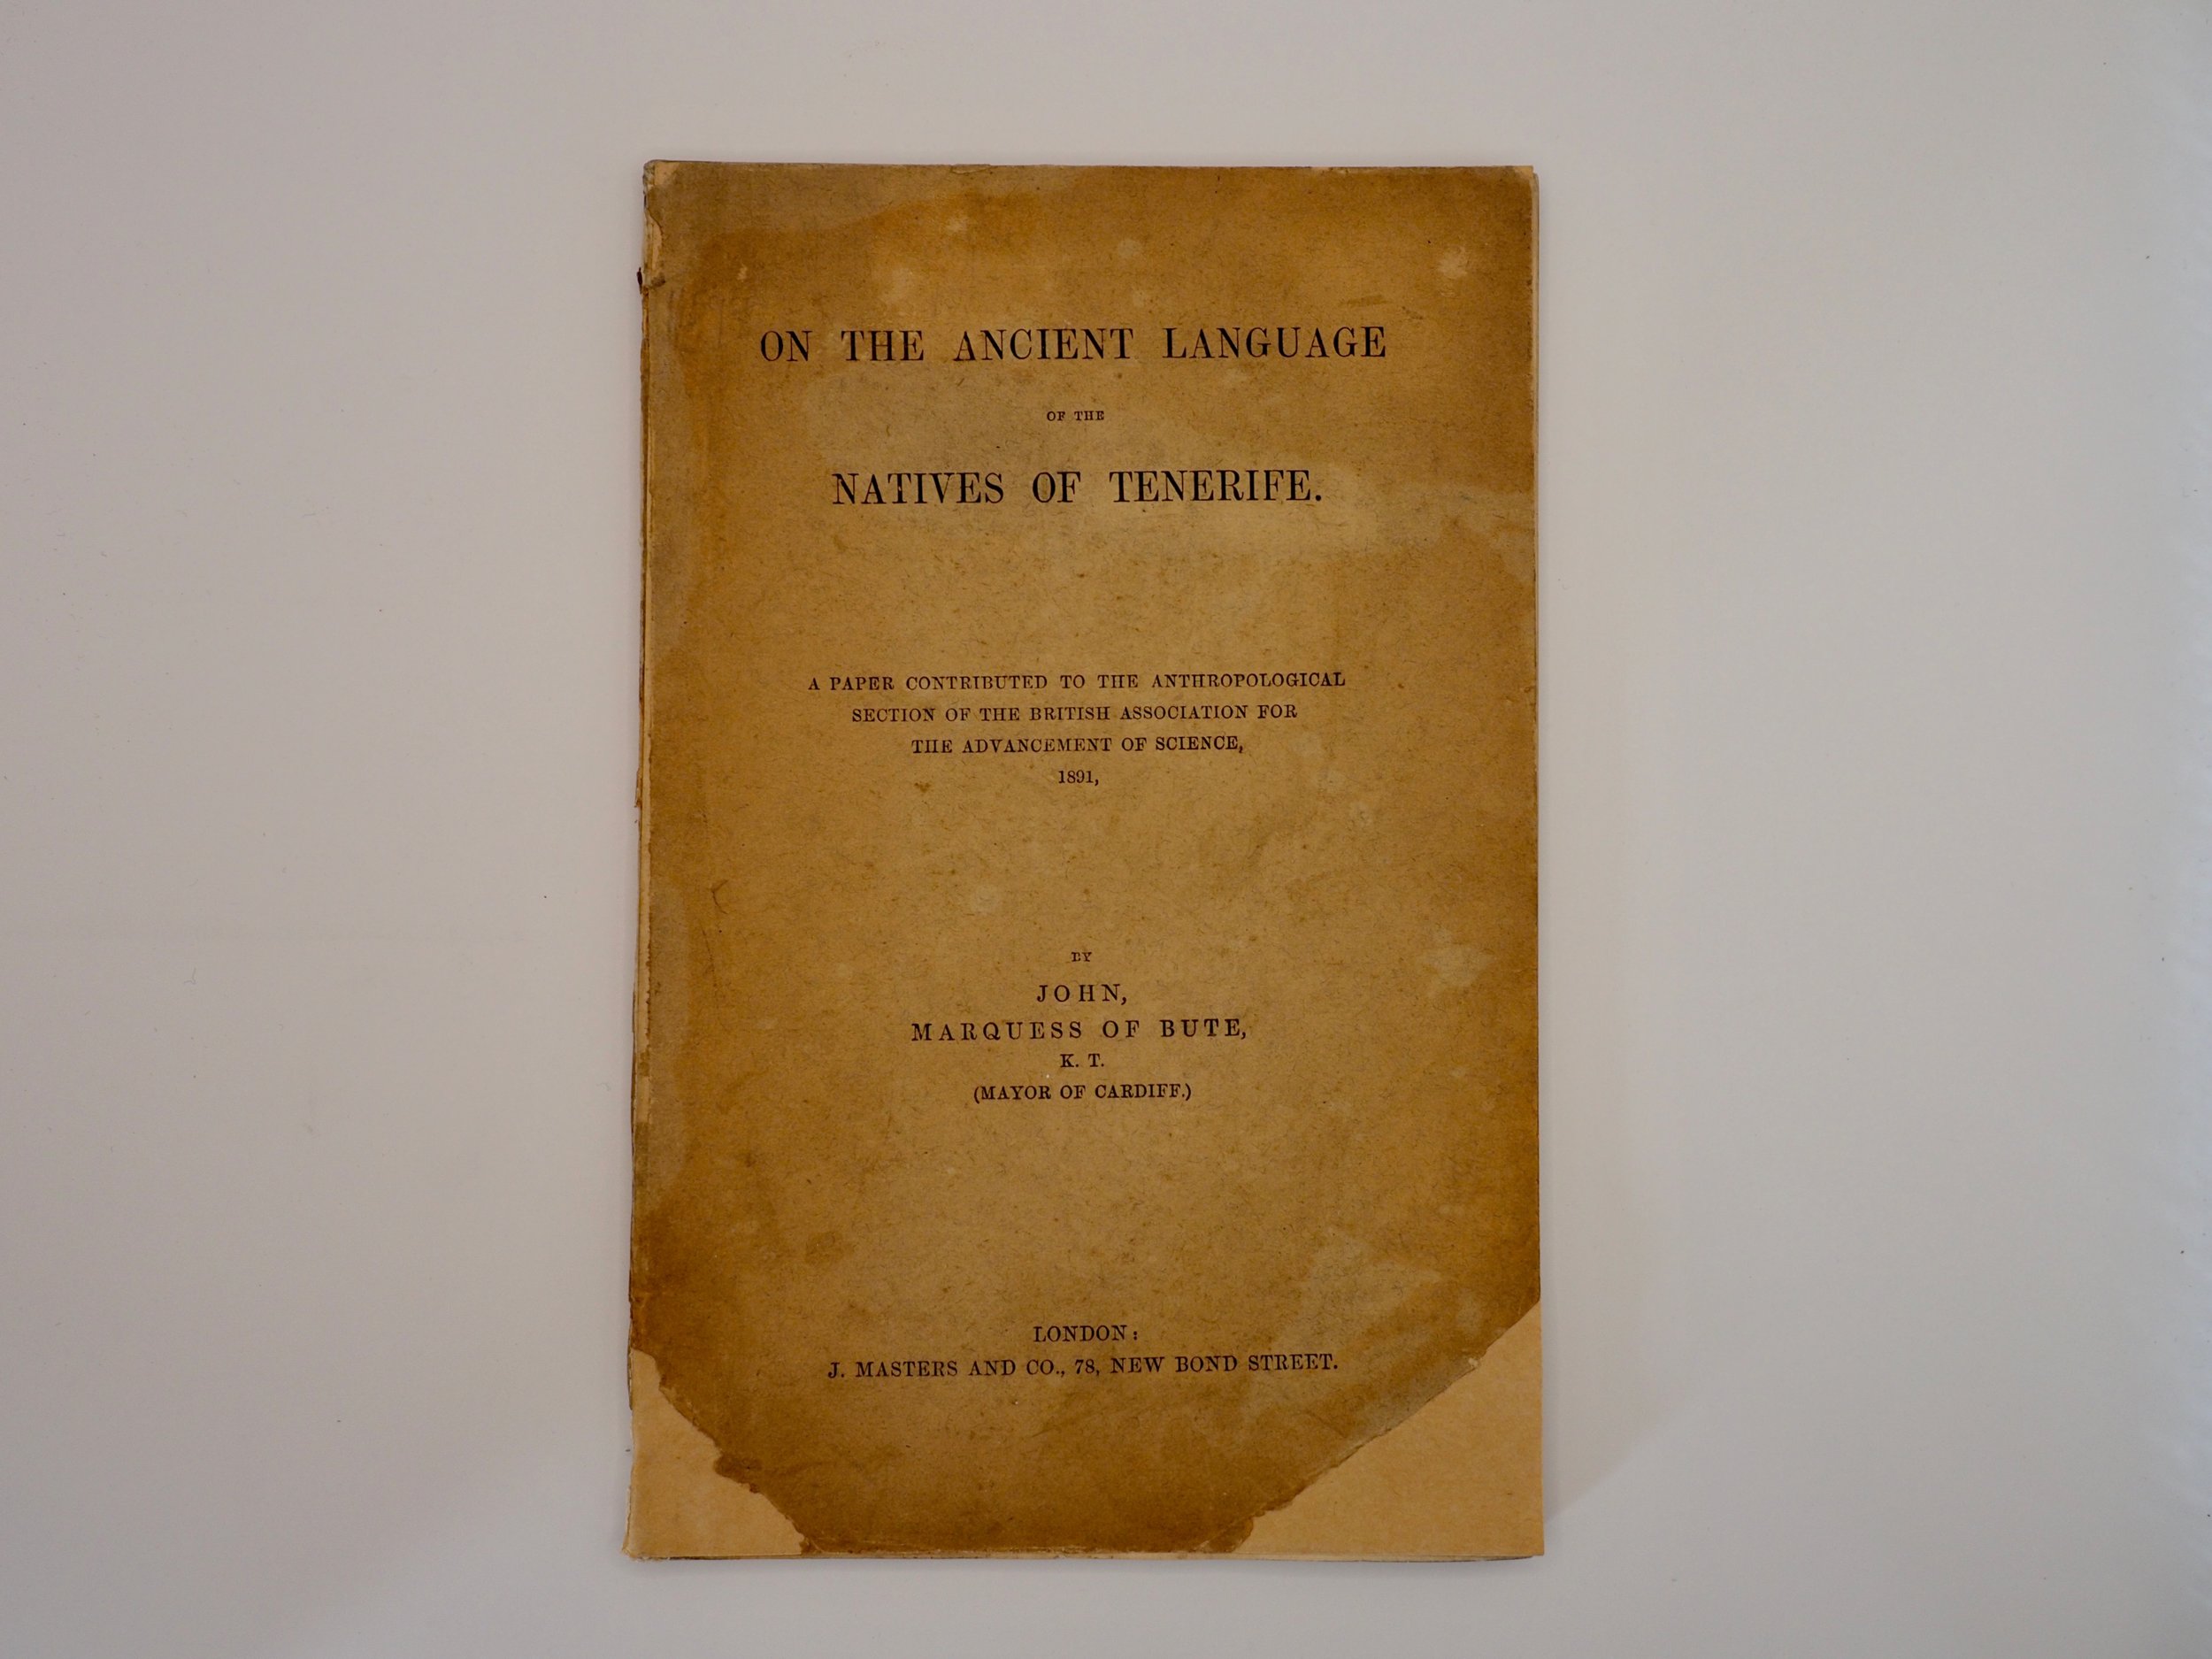 ON THE ANCIENT LANGUAGE
OF THE
NATIVES OF TENERIFE.
A PAPER CONTRIBUTED TO THE ANTHROPOLOGICAL
SECTION OF THE BRITISH ASSOCIATION FOR
THE ADVANCEMENT OF SCIENCE,
1891,
BY
JOHN,
MARQUESS OF BUTE,
K. T.
(MAYOR OF CARDIFF.)
LONDON:
J. MASTERS AND CO., 78, NEW BOND STREET.